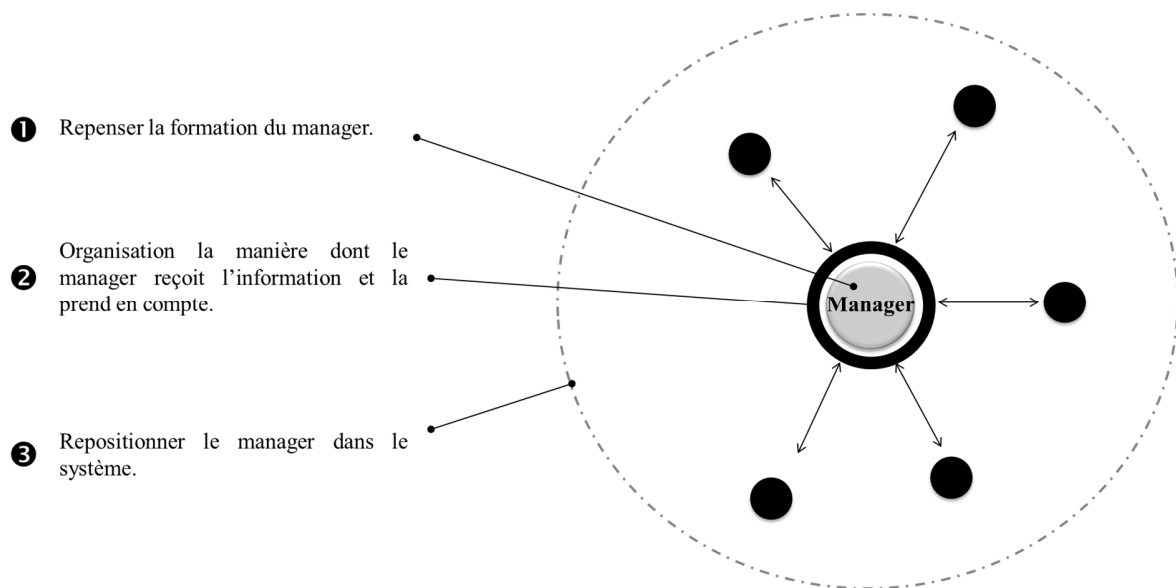 ❶ Repenser la formation du manager.
❷ Organisation la manière dont le
manager reçoit l’information et la
prend en compte.
❸ Repositionner le manager dans le
système.
Manager